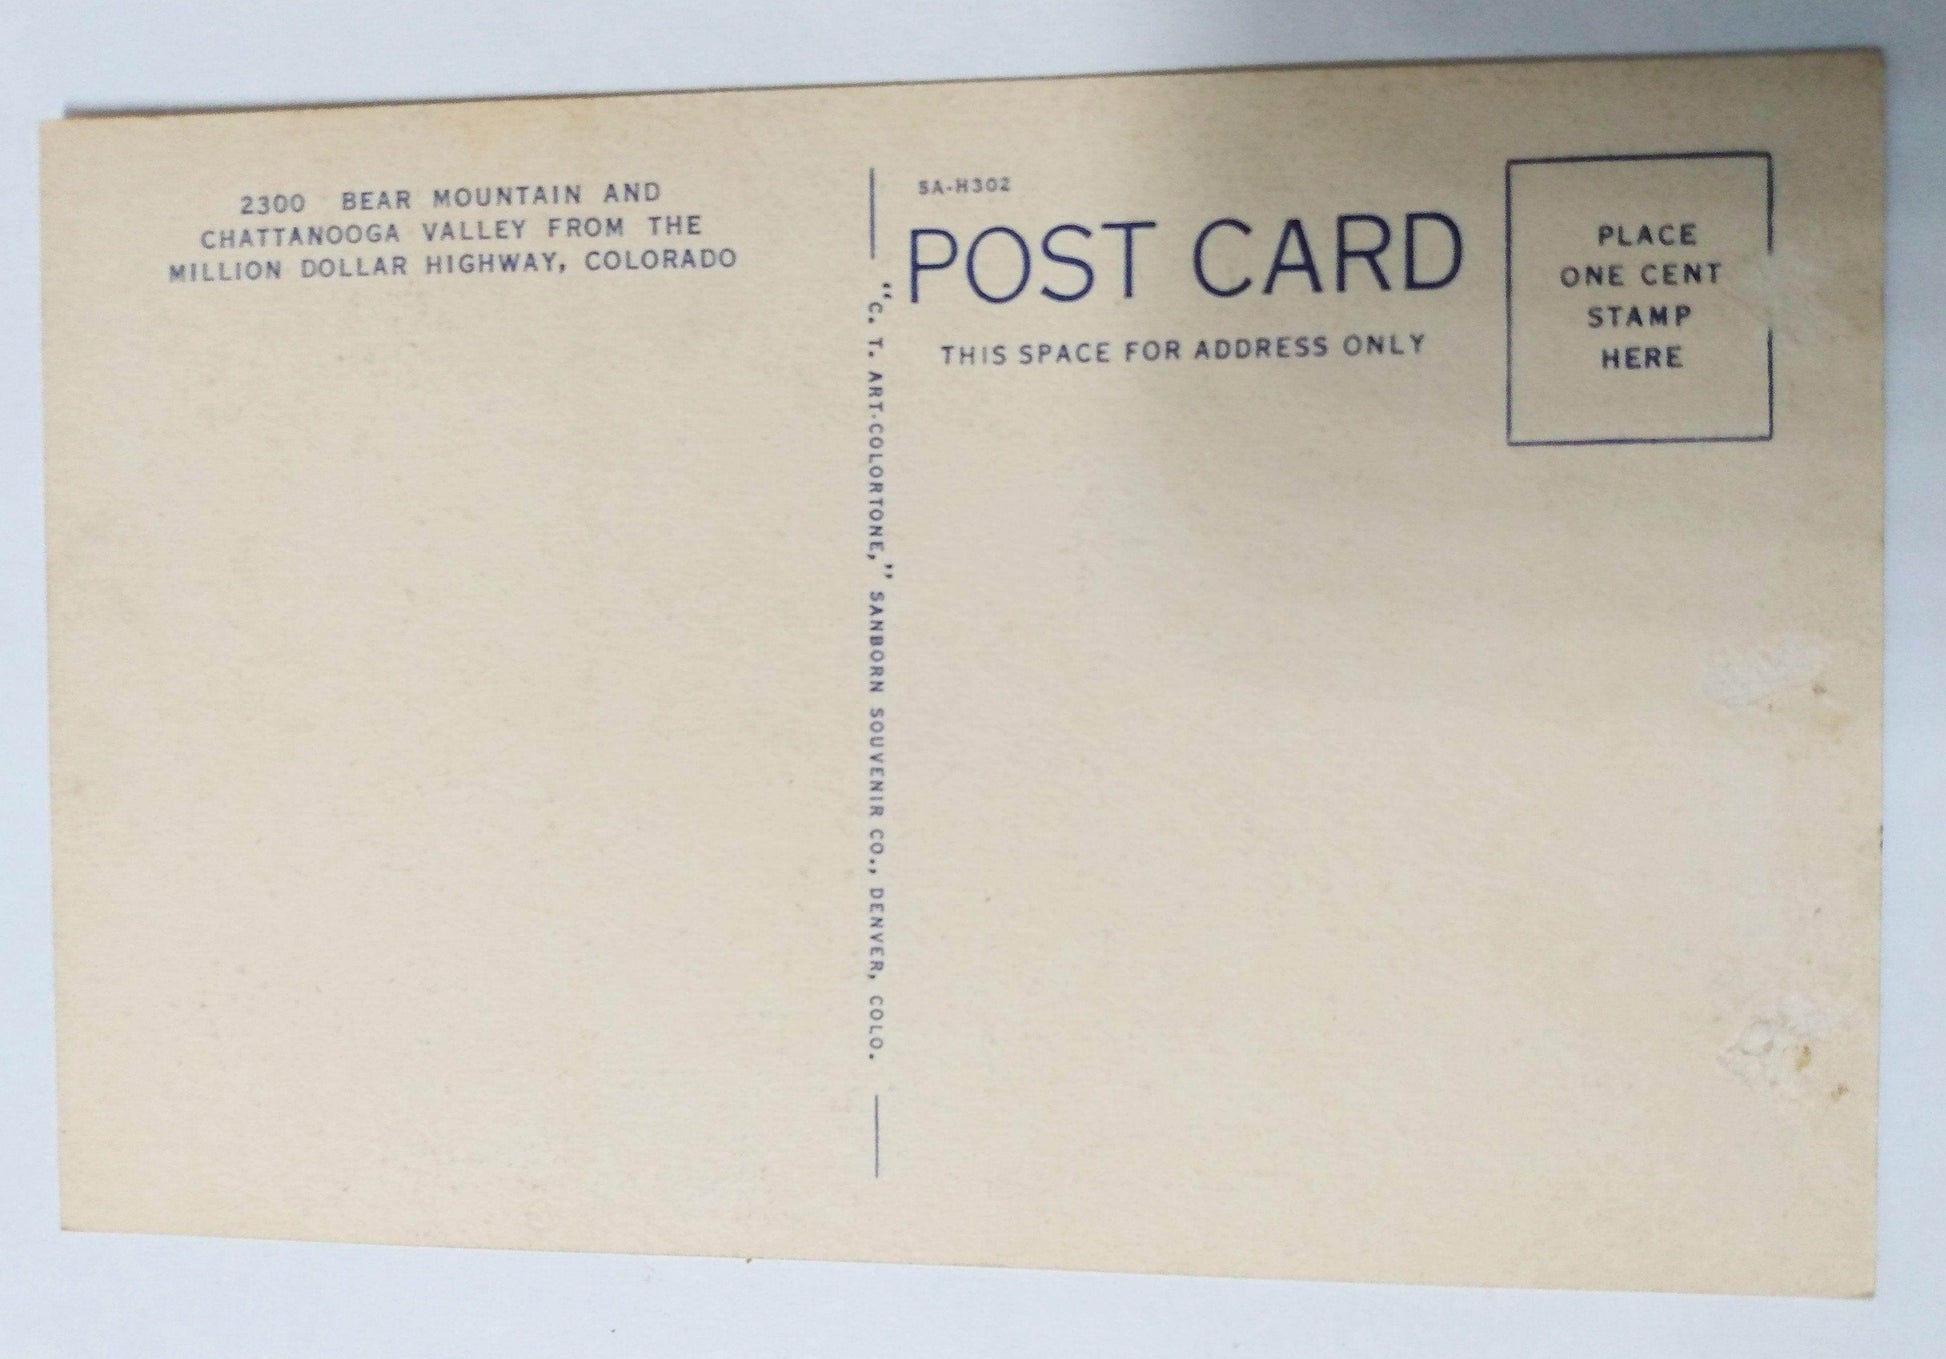 2300 BEAR MOUNTAIN AND
CHATTANOOGA VALLEY FROM THE
MILLION DOLLAR HIGHWAY, COLORADO
"C. T. ART-COLORTONE," SANBORN SOUVENIR CO., DENVER, COLO.
SA-H302
POST CARD
THIS SPACE FOR ADDRESS ONLY
PLACE
ONE CENT
STAMP
HERE